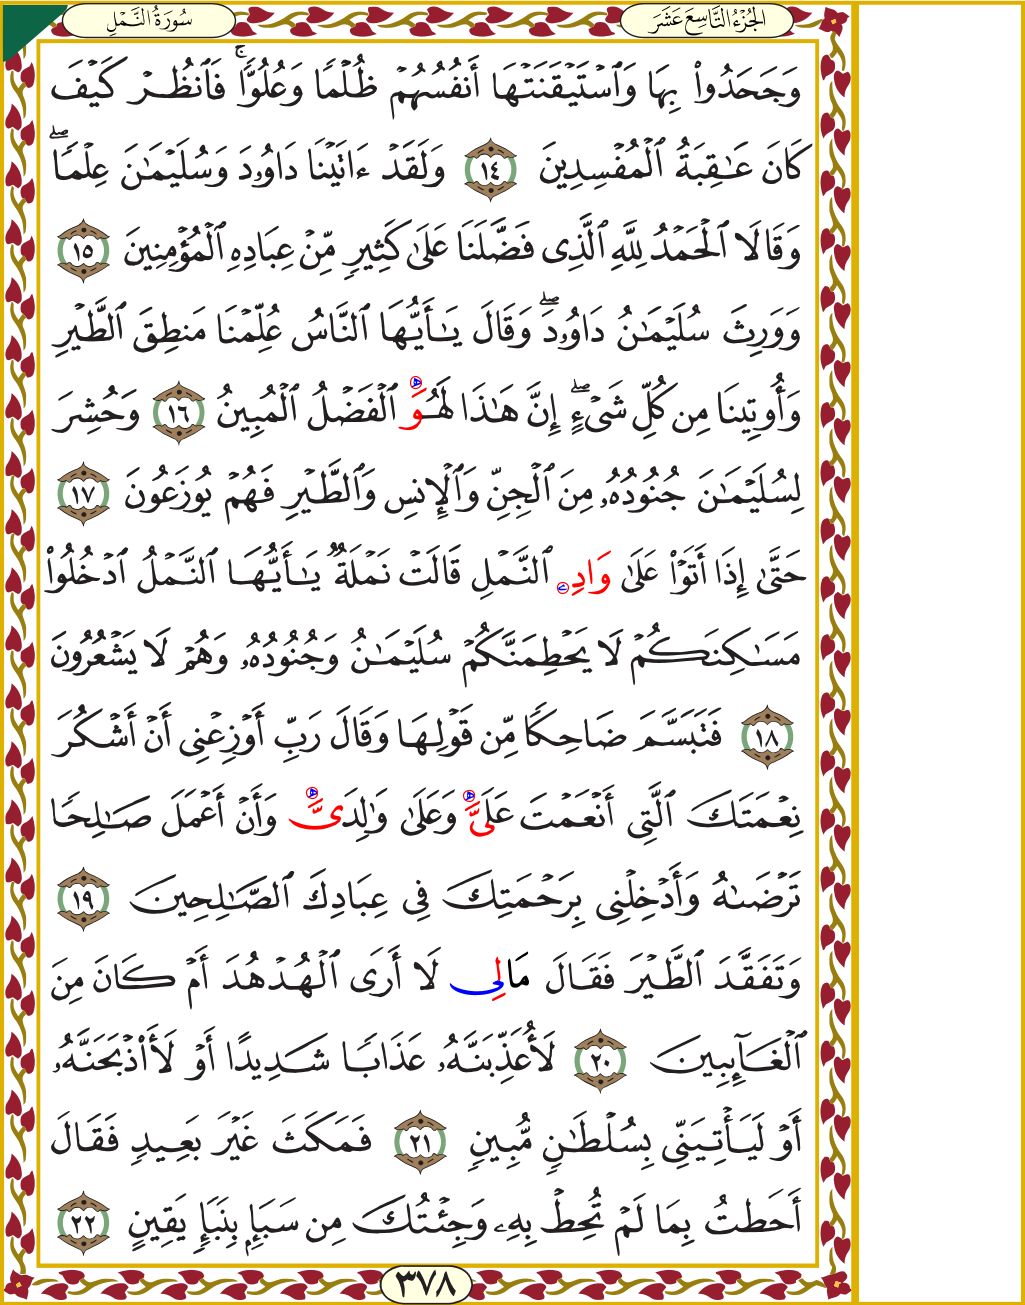 الجُزْءُ التَّاسِعَ عَشَرَ
سُورَةُ النَّمْلِ
وَجَحَدُوا۟ بِهَا وَٱسْتَيْقَنَتْهَآ أَنفُسُهُمْ ظُلْمًا وَعُلُوًّا ۚ فَٱنظُرْ كَيْفَ
كَانَ عَـٰقِبَةُ ٱلْمُفْسِدِينَ ١٤ وَلَقَدْ ءَاتَيْنَا دَاوُۥدَ وَسُلَيْمَـٰنَ عِلْمًا ۖ
وَقَالَا ٱلْحَمْدُ لِلَّهِ ٱلَّذِى فَضَّلَنَا عَلَىٰ كَثِيرٍ مِّنْ عِبَادِهِ ٱلْمُؤْمِنِينَ ١٥
وَوَرِثَ سُلَيْمَـٰنُ دَاوُۥدَ ۖ وَقَالَ يَـٰٓأَيُّهَا ٱلنَّاسُ عُلِّمْنَا مَنطِقَ ٱلطَّيْرِ
وَأُوتِينَا مِن كُلِّ شَىْءٍ ۖ إِنَّ هَـٰذَا لَهُوَ ٱلْفَضْلُ ٱلْمُبِينُ ١٦ وَحُشِرَ
لِسُلَيْمَـٰنَ جُنُودُهُۥ مِنَ ٱلْجِنِّ وَٱلْإِنسِ وَٱلطَّيْرِ فَهُمْ يُوزَعُونَ ١٧
حَتَّىٰٓ إِذَآ أَتَوْا۟ عَلَىٰ وَادِ ٱلنَّمْلِ قَالَتْ نَمْلَةٌ يَـٰٓأَيُّهَا ٱلنَّمْلُ ٱدْخُلُوا۟
مَسَـٰكِنَكُمْ لَا يَحْطِمَنَّكُمْ سُلَيْمَـٰنُ وَجُنُودُهُۥ وَهُمْ لَا يَشْعُرُونَ
١٨ فَتَبَسَّمَ ضَاحِكًا مِّن قَوْلِهَا وَقَالَ رَبِّ أَوْزِعْنِىٓ أَنْ أَشْكُرَ
نِعْمَتَكَ ٱلَّتِىٓ أَنْعَمْتَ عَلَىَّ وَعَلَىٰ وَٰلِدَىَّ وَأَنْ أَعْمَلَ صَـٰلِحًا
تَرْضَىٰهُ وَأَدْخِلْنِى بِرَحْمَتِكَ فِى عِبَادِكَ ٱلصَّـٰلِحِينَ ١٩
وَتَفَقَّدَ ٱلطَّيْرَ فَقَالَ مَالِى لَآ أَرَى ٱلْهُدْهُدَ أَمْ كَانَ مِنَ
ٱلْغَآئِبِينَ ٢٠ لَأُعَذِّبَنَّهُۥ عَذَابًا شَدِيدًا أَوْ لَأَا۟ذْبَحَنَّهُۥٓ
أَوْ لَيَأْتِيَنِّى بِسُلْطَـٰنٍ مُّبِينٍ ٢١ فَمَكُثَ غَيْرَ بَعِيدٍ فَقَالَ
أَحَطتُ بِمَا لَمْ تُحِطْ بِهِۦ وَجِئْتُكَ مِن سَبَإٍۭ بِنَبَإٍ يَقِينٍ ٢٢
٣٧٨